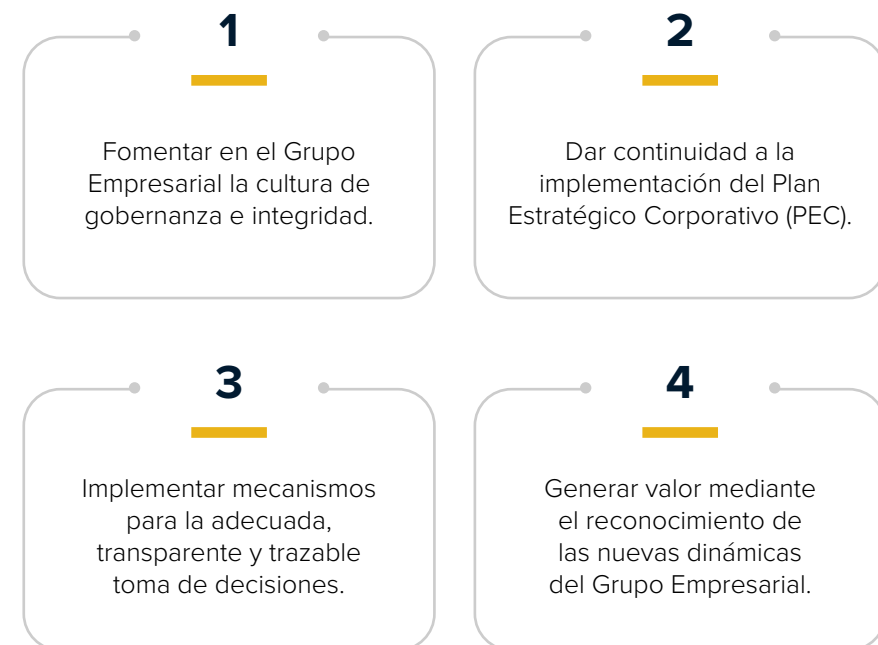 1
Fomentar en el Grupo
Empresarial la cultura de
gobernanza e integridad.
2
Dar continuidad a la
implementación del Plan
Estratégico Corporativo (PEC).
3
Implementar mecanismos
para la adecuada,
transparente y trazable
toma de decisiones.
4
Generar valor mediante
el reconocimiento de
las nuevas dinámicas
del Grupo Empresarial.